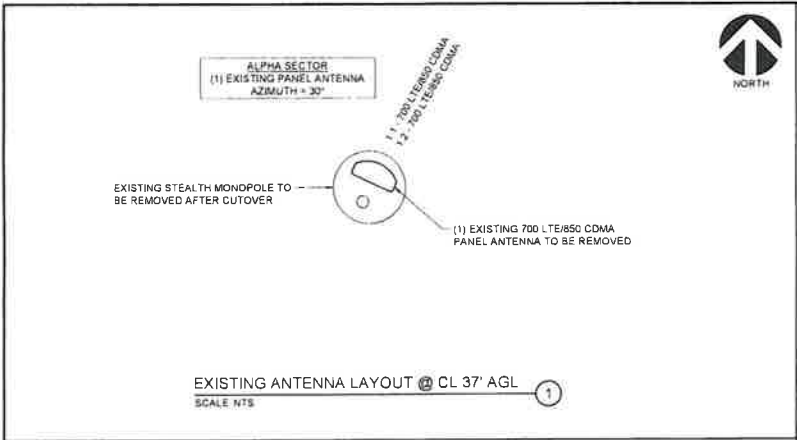 ALPHA SECTOR
(1) EXISTING PANEL ANTENNA
AZIMUTH = 30°
1.1 - 700 LTE/850 CDMA
1.2 - 700 LTE/850 CDMA
NORTH
EXISTING STEALTH MONOPOLE TO
BE REMOVED AFTER CUTOVER
(1) EXISTING 700 LTE/850 CDMA
PANEL ANTENNA TO BE REMOVED
EXISTING ANTENNA LAYOUT @ CL 37' AGL
SCALE NTS
1